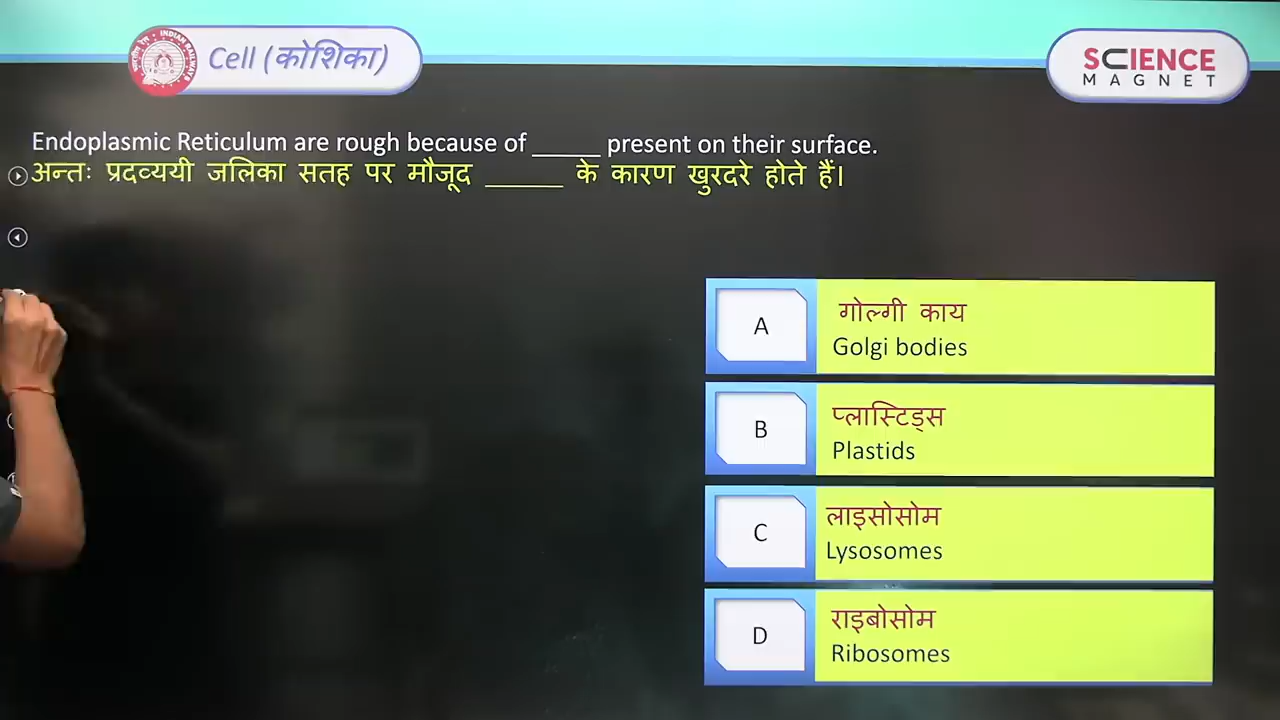 Cell (कोशिका)
SCIENCE
MAGNET
Endoplasmic Reticulum are rough because of _____ present on their surface.
अन्तः प्रदव्ययी जलिका सतह पर मौजूद ______ के कारण खुरदरे होते हैं।
A
गोल्गी काय
Golgi bodies
B
प्लास्टिड्स
Plastids
C
लाइसोसोम
Lysosomes
D
राइबोसोम
Ribosomes